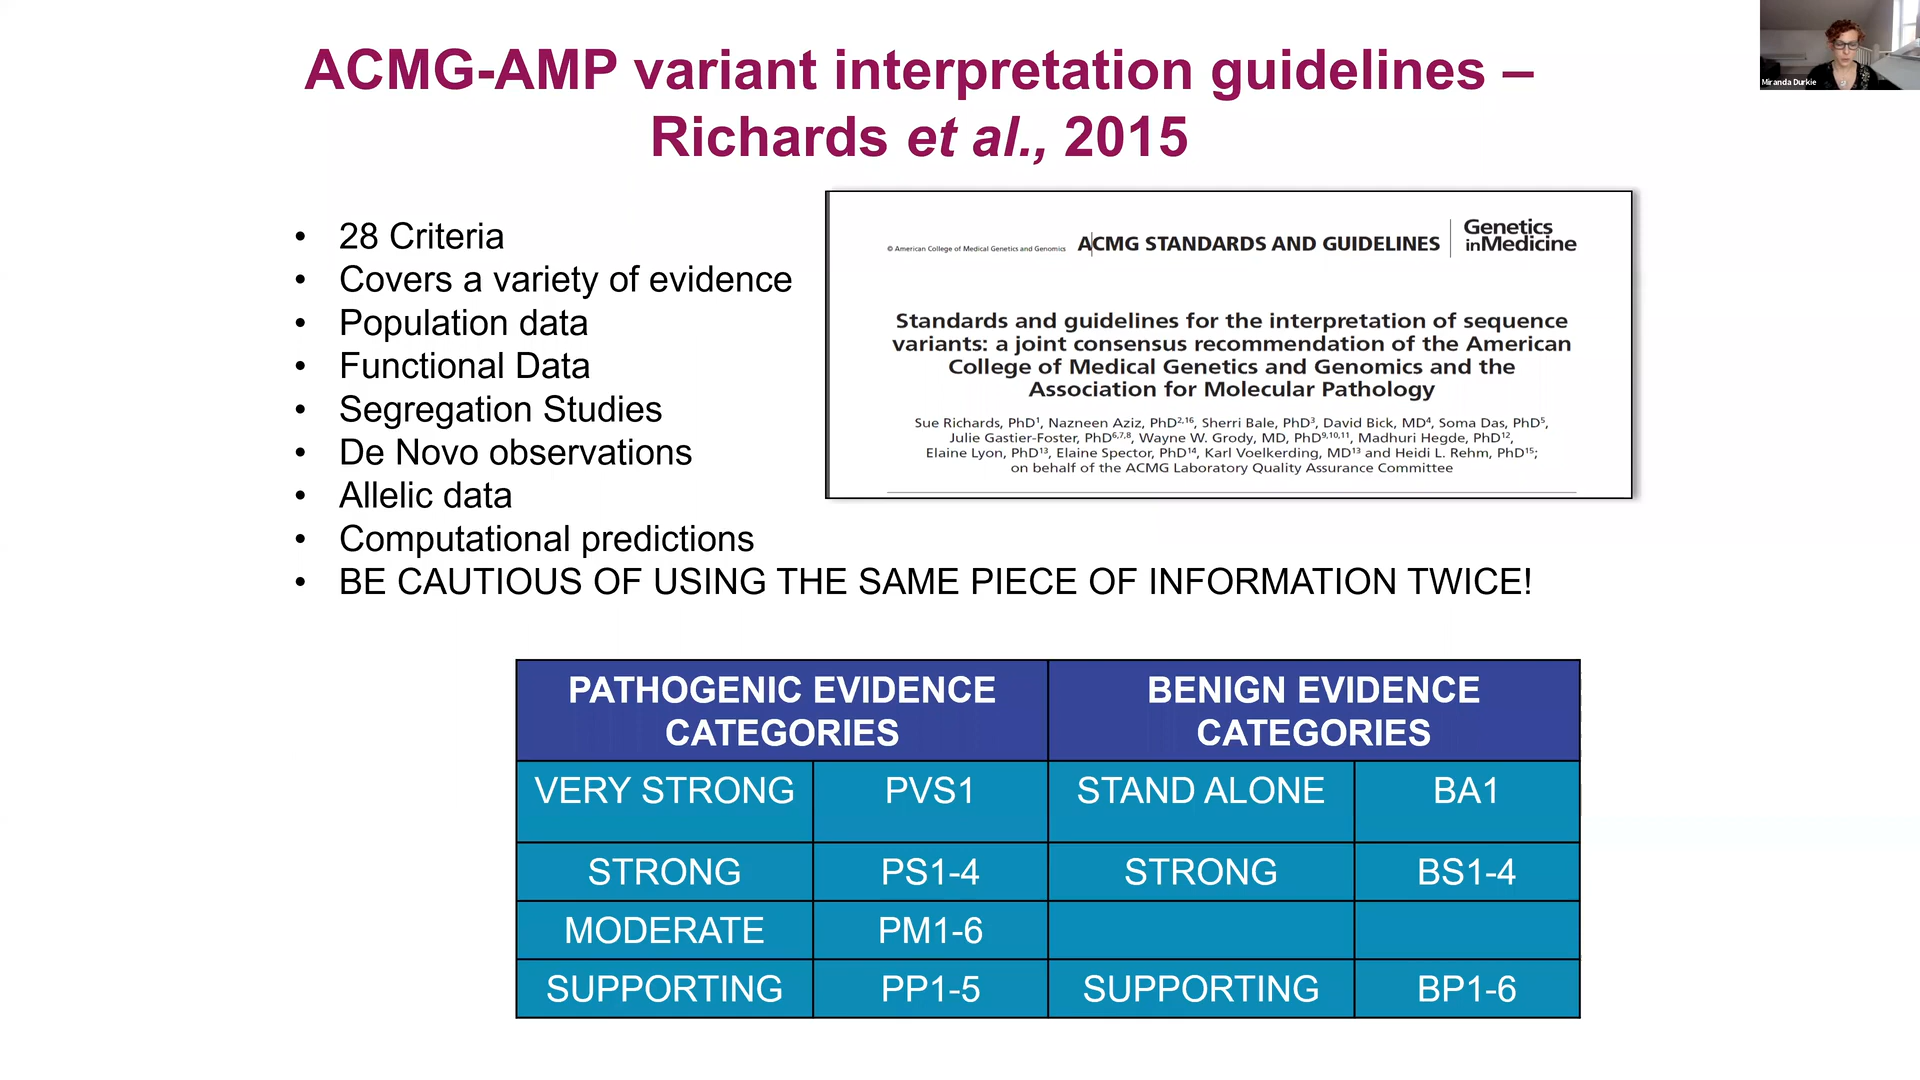 ACMG-AMP variant interpretation guidelines –
Richards et al., 2015
Miranda Durkie
• 28 Criteria
• Covers a variety of evidence
• Population data
• Functional Data
• Segregation Studies
• De Novo observations
• Allelic data
• Computational predictions
• BE CAUTIOUS OF USING THE SAME PIECE OF INFORMATION TWICE!
© American College of Medical Genetics and Genomics
ACMG STANDARDS AND GUIDELINES
Genetics
inMedicine
Standards and guidelines for the interpretation of sequence
variants: a joint consensus recommendation of the American
College of Medical Genetics and Genomics and the
Association for Molecular Pathology
Sue Richards, PhD¹, Nazneen Aziz, PhD²,¹⁶, Sherri Bale, PhD³, David Bick, MD⁴, Soma Das, PhD⁵,
Julie Gastier-Foster, PhD⁶,⁷,⁸, Wayne W. Grody, MD, PhD⁹,¹⁰,¹¹, Madhuri Hegde, PhD¹²,
Elaine Lyon, PhD¹³, Elaine Spector, PhD¹⁴, Karl Voelkerding, MD¹³ and Heidi L. Rehm, PhD¹⁵;
on behalf of the ACMG Laboratory Quality Assurance Committee
PATHOGENIC EVIDENCE
CATEGORIES
BENIGN EVIDENCE
CATEGORIES
VERY STRONG PVS1 STAND ALONE BA1
STRONG PS1-4 STRONG BS1-4
MODERATE PM1-6
SUPPORTING PP1-5 SUPPORTING BP1-6